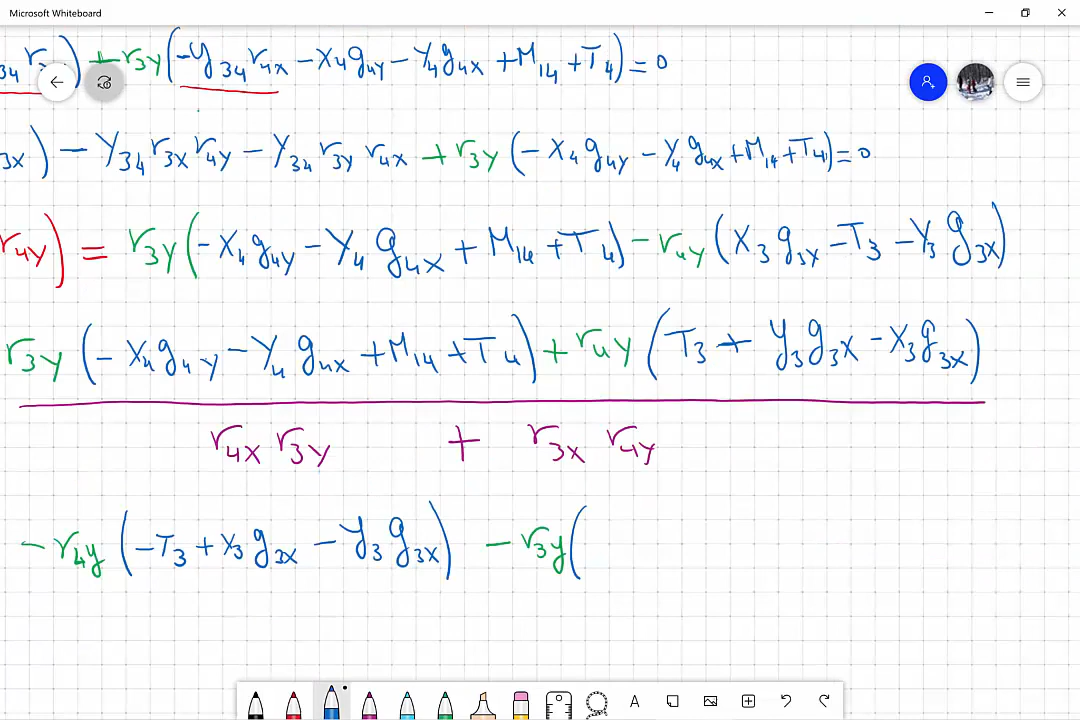 Microsoft Whiteboard
34 r ) + r3y (-y34 r4x - x4 g4y - y4 g4x + M14 + T4) = 0
3x) - y34 r3x r4y - y34 r3y r4x + r3y (- x4 g4y - y4 g4x + M14 + T4) = 0
r4y) = r3y (- x4 g4y - y4 g4x + M14 + T4) - r4y (x3 g3x - T3 - y3 g3x)
r3y (- x4 g4y - y4 g4x + M14 + T4) + r4y (T3 + y3 g3x - x3 g3x)
r4x r3y + r3x r4y
- r4y (-T3 + x3 g3x - y3 g3x) - r3y (
A